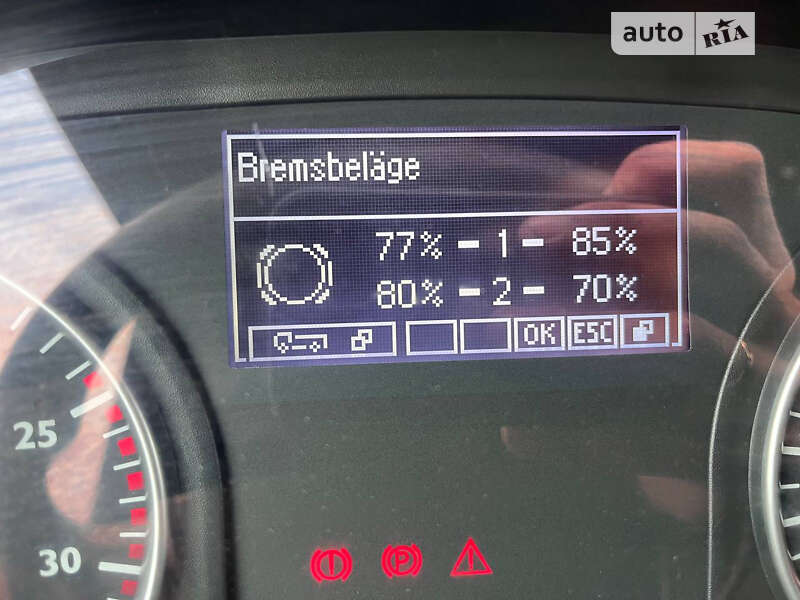 auto RIA
Bremsbeläge
77% - 1 - 85%
80% - 2 - 70%
OK ESC
25
30